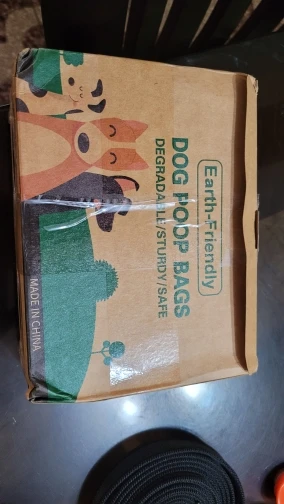 Earth-Friendly
DOG POOP BAGS
DEGRADABLE/STURDY/SAFE
MADE IN CHINA